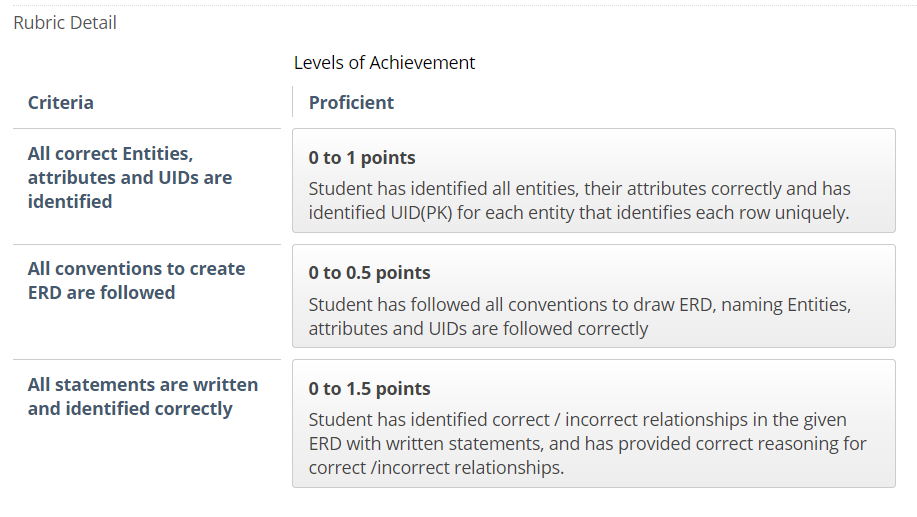 Rubric Detail
Levels of Achievement
Criteria
Proficient
All correct Entities,
attributes and UIDs are
identified
0 to 1 points
Student has identified all entities, their attributes correctly and has
identified UID(PK) for each entity that identifies each row uniquely.
All conventions to create
ERD are followed
0 to 0.5 points
Student has followed all conventions to draw ERD, naming Entities,
attributes and UIDs are followed correctly
All statements are written
and identified correctly
0 to 1.5 points
Student has identified correct / incorrect relationships in the given
ERD with written statements, and has provided correct reasoning for
correct /incorrect relationships.